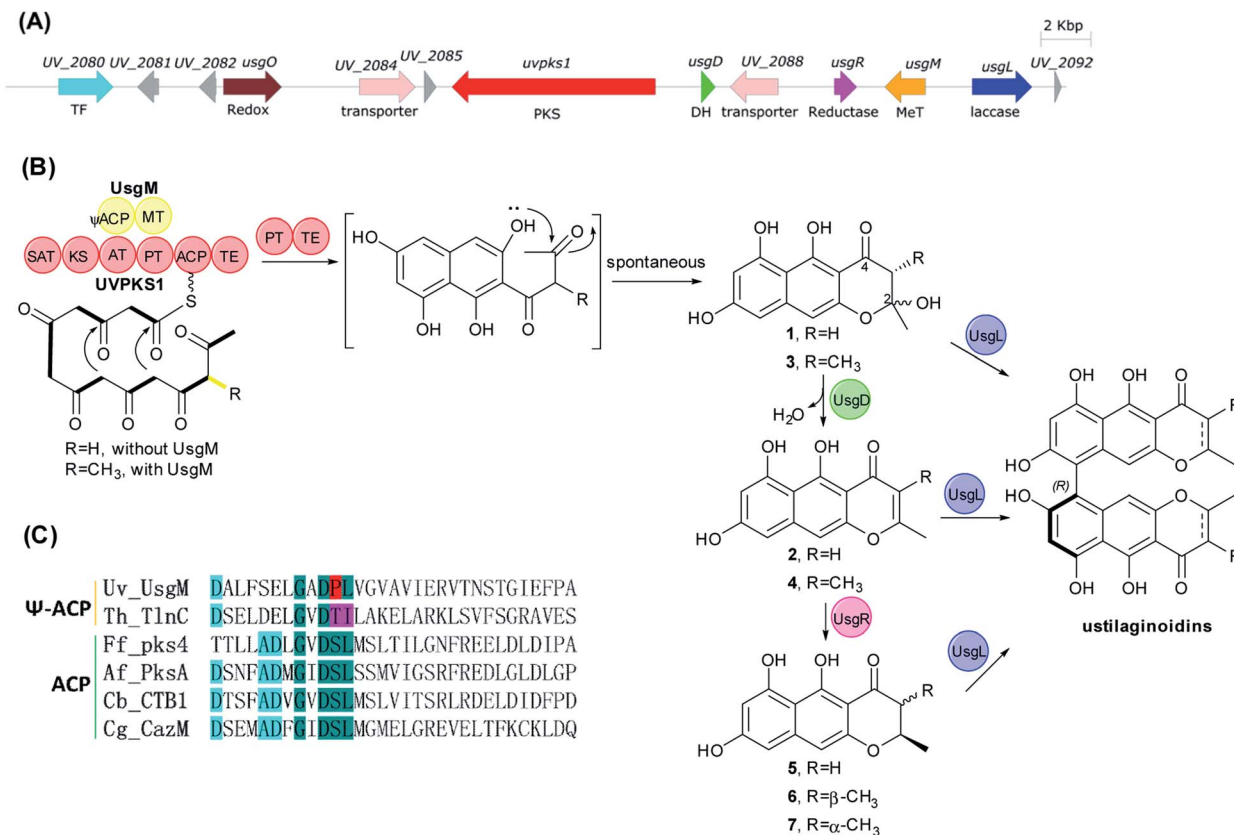 (A)
2 Kbp
UV_2080 UV_2081 UV_2082 usgO UV_2084 UV_2085 uvpks1 usgD UV_2088 usgR usgM usgL UV_2092
TF Redox transporter PKS DH transporter Reductase MeT laccase
(B)
UsgM
ψACP MT
SAT KS AT PT ACP TE
UVPKS1
PT TE
S
O O O
O O O O
R
R=H, without UsgM
R=CH₃, with UsgM
HO OH O
OH OH O R
spontaneous
OH OH O
4 R
2 OH
HO O
1, R=H
3, R=CH₃
H₂O UsgD
UsgL
OH OH O
R
HO O
2, R=H
4, R=CH₃
UsgL
UsgR
OH OH O
R
HO O
5, R=H
6, R=β-CH₃
7, R=α-CH₃
UsgL
OH OH O
R
HO O
(R)
HO O
R
OH OH O
ustilaginoidins
(C)
Ψ-ACP
Uv_UsgM DALFSELGADPLVGVAVIERVTNSTGIEFPA
Th_TlnC DSELDELGVDTILAKELARKLSVFSGRAVES
ACP
Ff_pks4 TTLLADLGVDSLMSLTILGNFREELDLDIPA
Af_PksA DSNFADMGIDSLSSMVIGSRFREDLGLDLGP
Cb_CTB1 DTSFADVGVDSLMSLVITSRLRDELDIDFPD
Cg_CazM DSEMADFGIDSLMGMELGREVELTFKCKLDQ